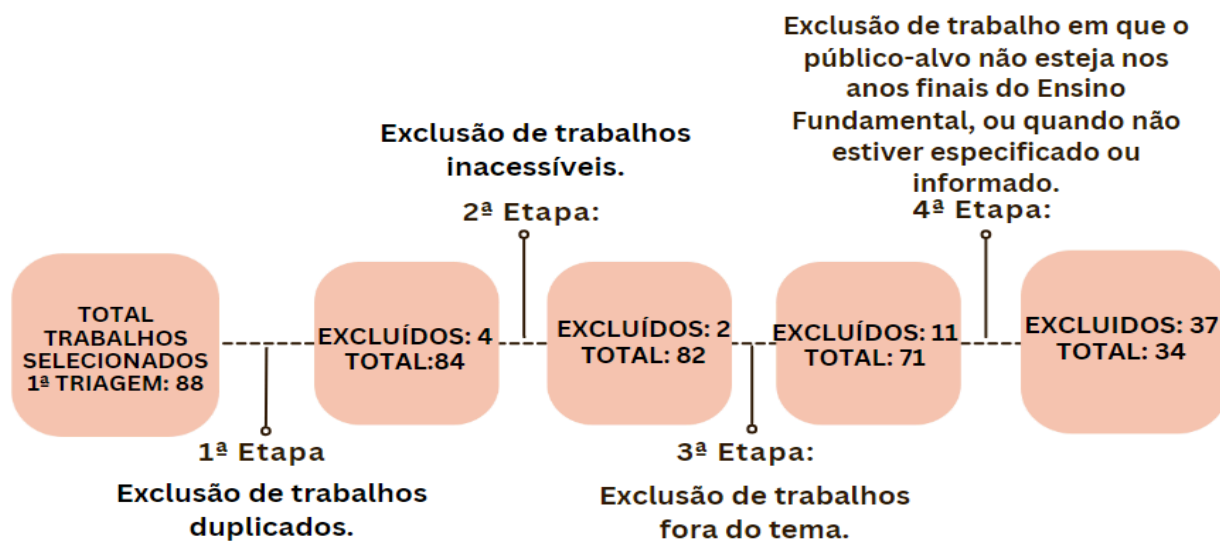 TOTAL
TRABALHOS
SELECIONADOS
1ª TRIAGEM: 88
1ª Etapa
Exclusão de trabalhos
duplicados.
EXCLUÍDOS: 4
TOTAL:84
Exclusão de trabalhos
inacessíveis.
2ª Etapa:
EXCLUÍDOS: 2
TOTAL: 82
3ª Etapa:
Exclusão de trabalhos
fora do tema.
EXCLUÍDOS: 11
TOTAL: 71
Exclusão de trabalho em que o
público-alvo não esteja nos
anos finais do Ensino
Fundamental, ou quando não
estiver especificado ou
informado.
4ª Etapa:
EXCLUIDOS: 37
TOTAL: 34